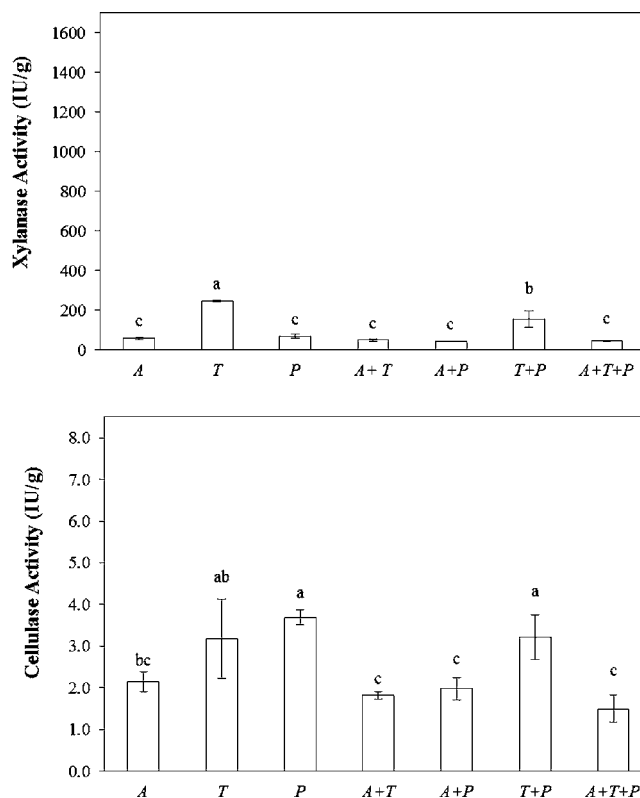 Xylanase Activity (IU/g)
1600
1400
1200
1000
800
600
400
200
0
c
a
c
c
c
b
c
A
T
P
A+ T
A+P
T+P
A+T+P
Cellulase Activity (IU/g)
8.0
7.0
6.0
5.0
4.0
3.0
2.0
1.0
0.0
bc
ab
a
c
c
a
c
A
T
P
A+T
A+P
T+P
A+T+P